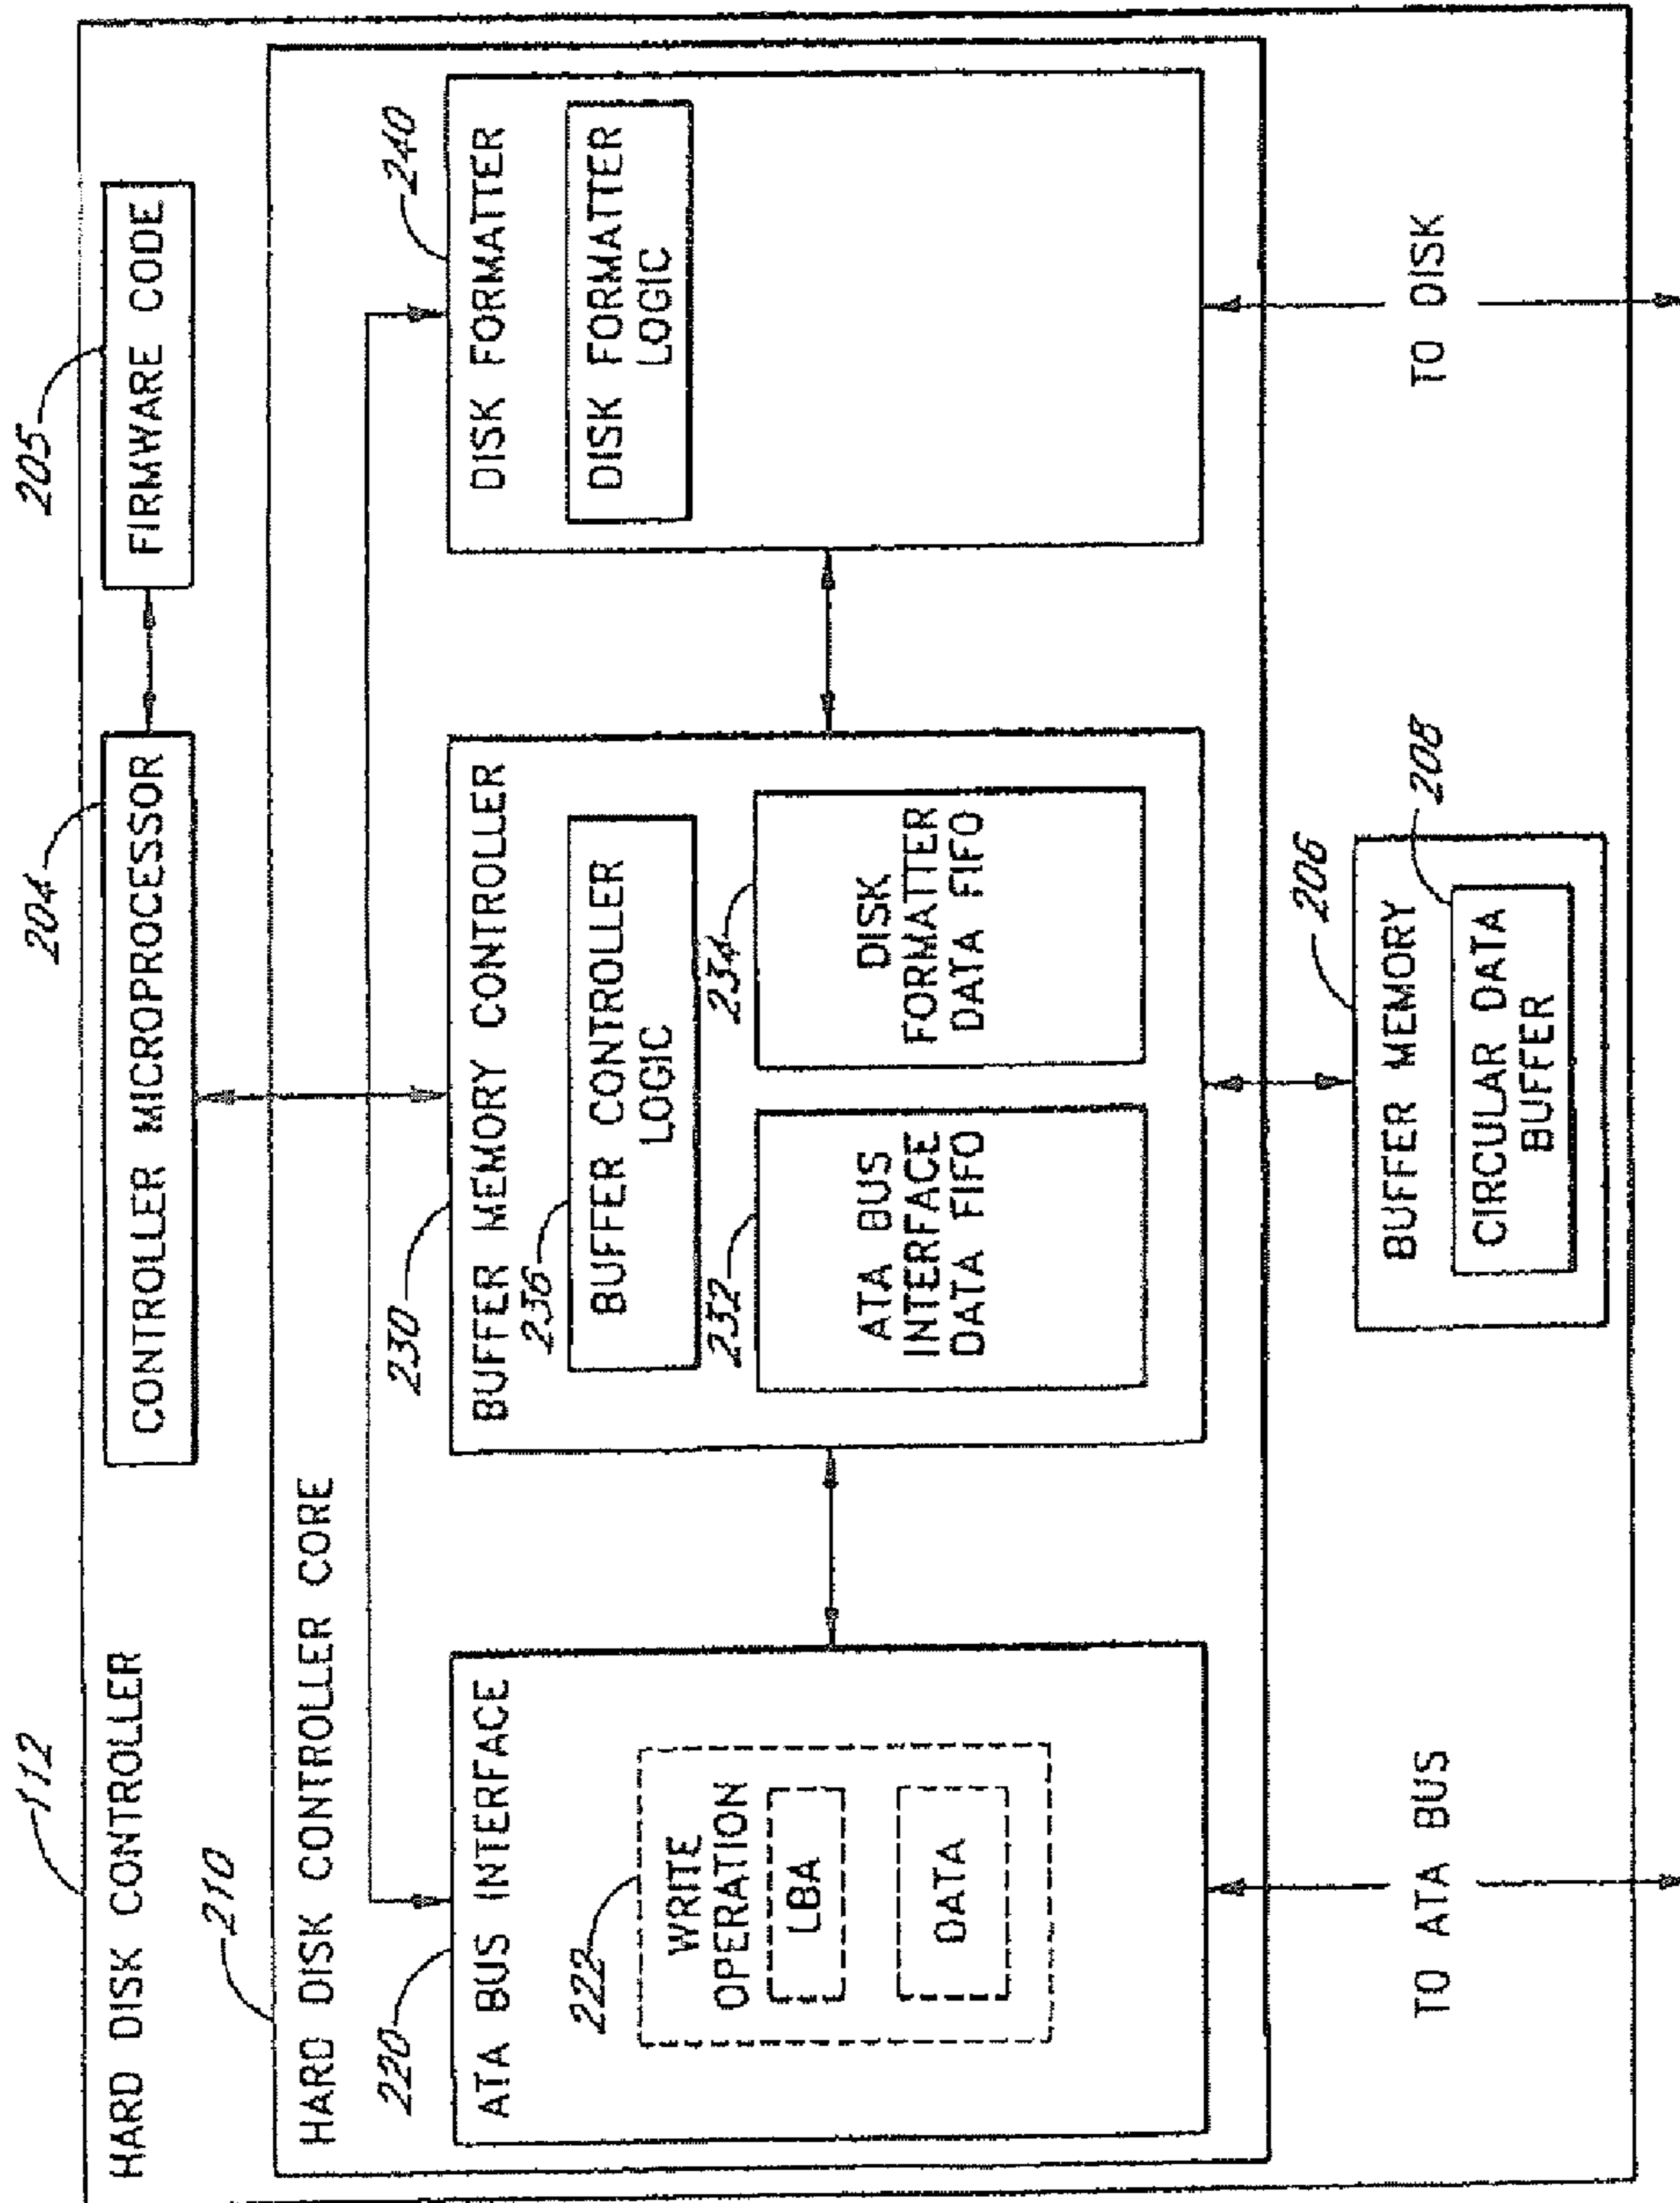 112
HARD DISK CONTROLLER
204
CONTROLLER MICROPROCESSOR
205
FIRMWARE CODE
210
HARD DISK CONTROLLER CORE
220
ATA BUS INTERFACE
222
WRITE
OPERATION
LBA
DATA
230
BUFFER MEMORY CONTROLLER
236
BUFFER CONTROLLER
LOGIC
232
ATA BUS
INTERFACE
DATA FIFO
234
DISK
FORMATTER
DATA FIFO
240
DISK FORMATTER
DISK FORMATTER
LOGIC
206
BUFFER MEMORY
208
CIRCULAR DATA
BUFFER
TO ATA BUS
TO DISK